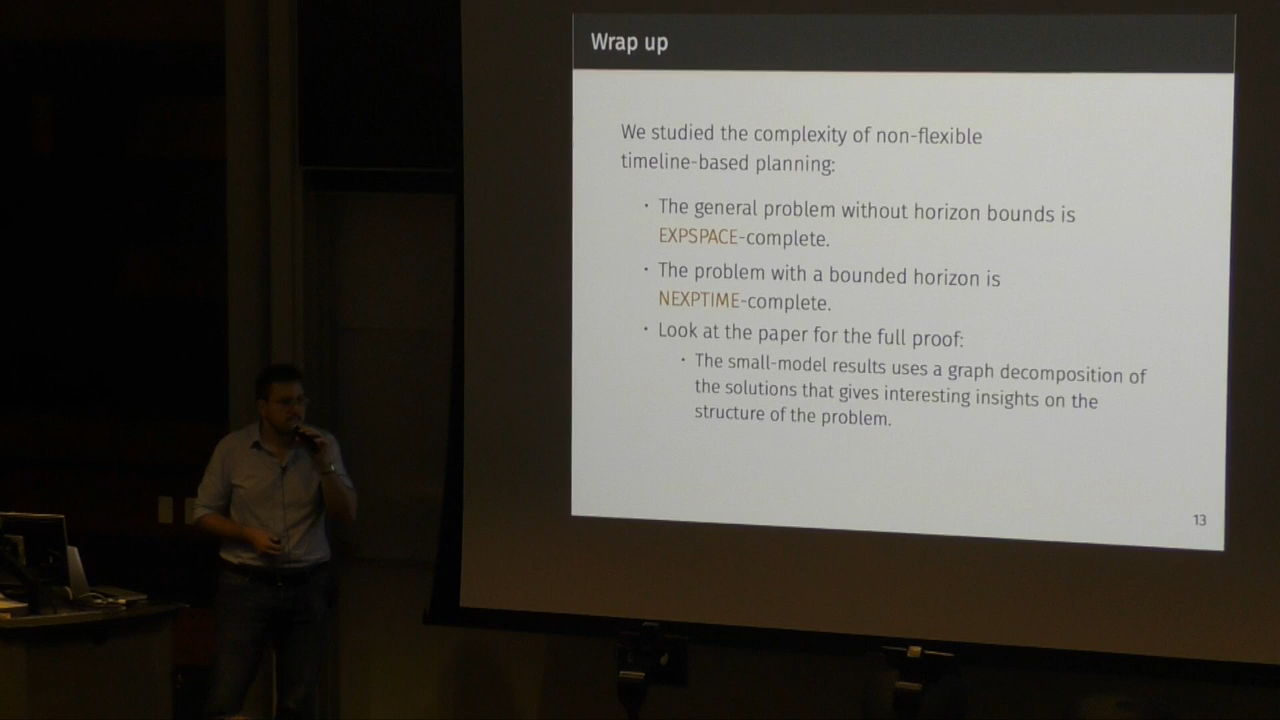 Wrap up
We studied the complexity of non-flexible
timeline-based planning:
· The general problem without horizon bounds is
EXPSPACE-complete.
· The problem with a bounded horizon is
NEXPTIME-complete.
· Look at the paper for the full proof:
· The small-model results uses a graph decomposition of
the solutions that gives interesting insights on the
structure of the problem.
13